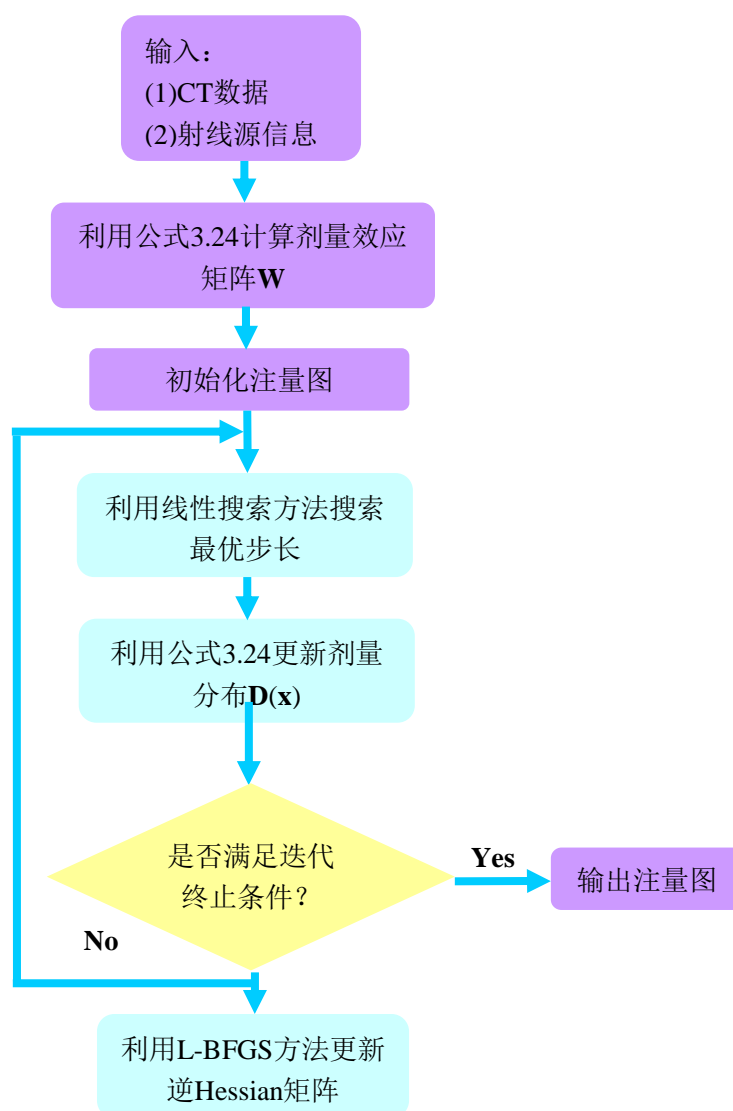 输入：
(1)CT数据
(2)射线源信息
利用公式3.24计算剂量效应
矩阵W
初始化注量图
利用线性搜索方法搜索
最优步长
利用公式3.24更新剂量
分布D(x)
是否满足迭代
终止条件？
Yes
输出注量图
No
利用L-BFGS方法更新
逆Hessian矩阵